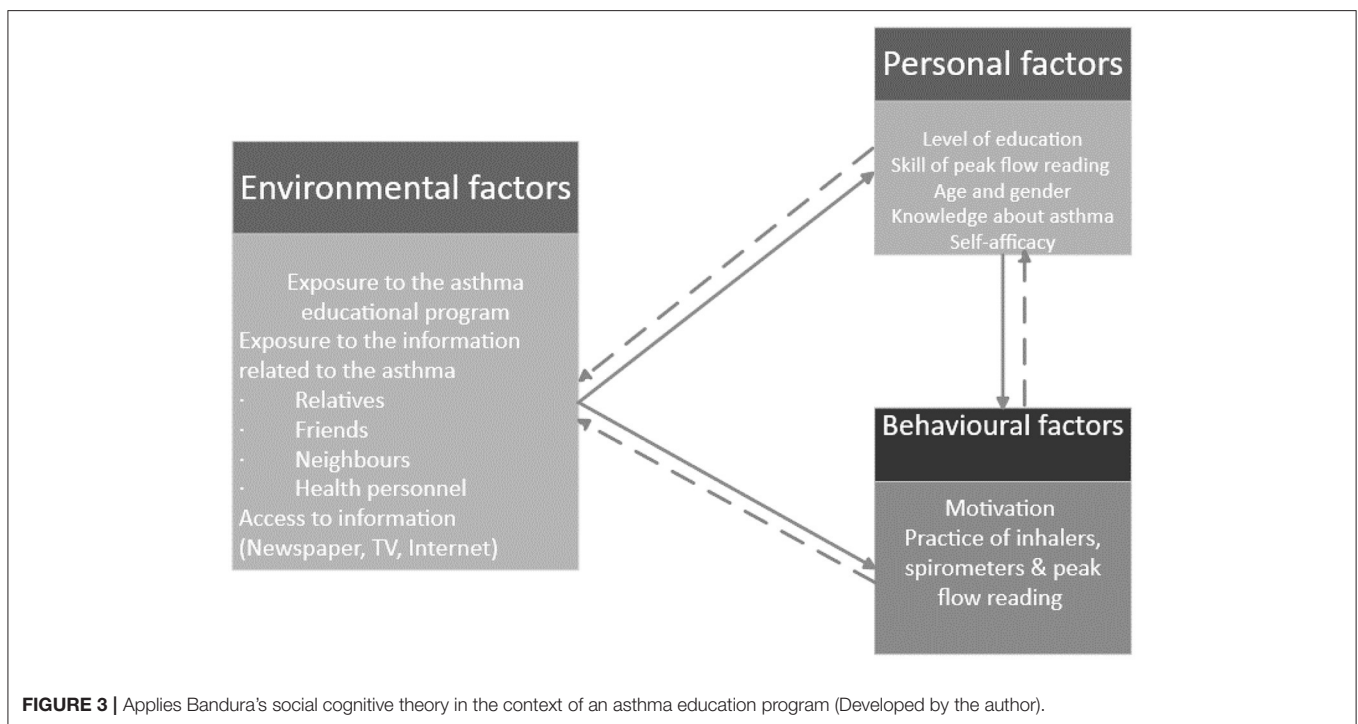 Environmental factors
Exposure to the asthma
educational program
Exposure to the information
related to the asthma
· Relatives
· Friends
· Neighbours
· Health personnel
Access to information
(Newspaper, TV, Internet)
Personal factors
Level of education
Skill of peak flow reading
Age and gender
Knowledge about asthma
Self-afficacy
Behavioural factors
Motivation
Practice of inhalers,
spirometers & peak
flow reading
FIGURE 3 | Applies Bandura's social cognitive theory in the context of an asthma education program (Developed by the author).